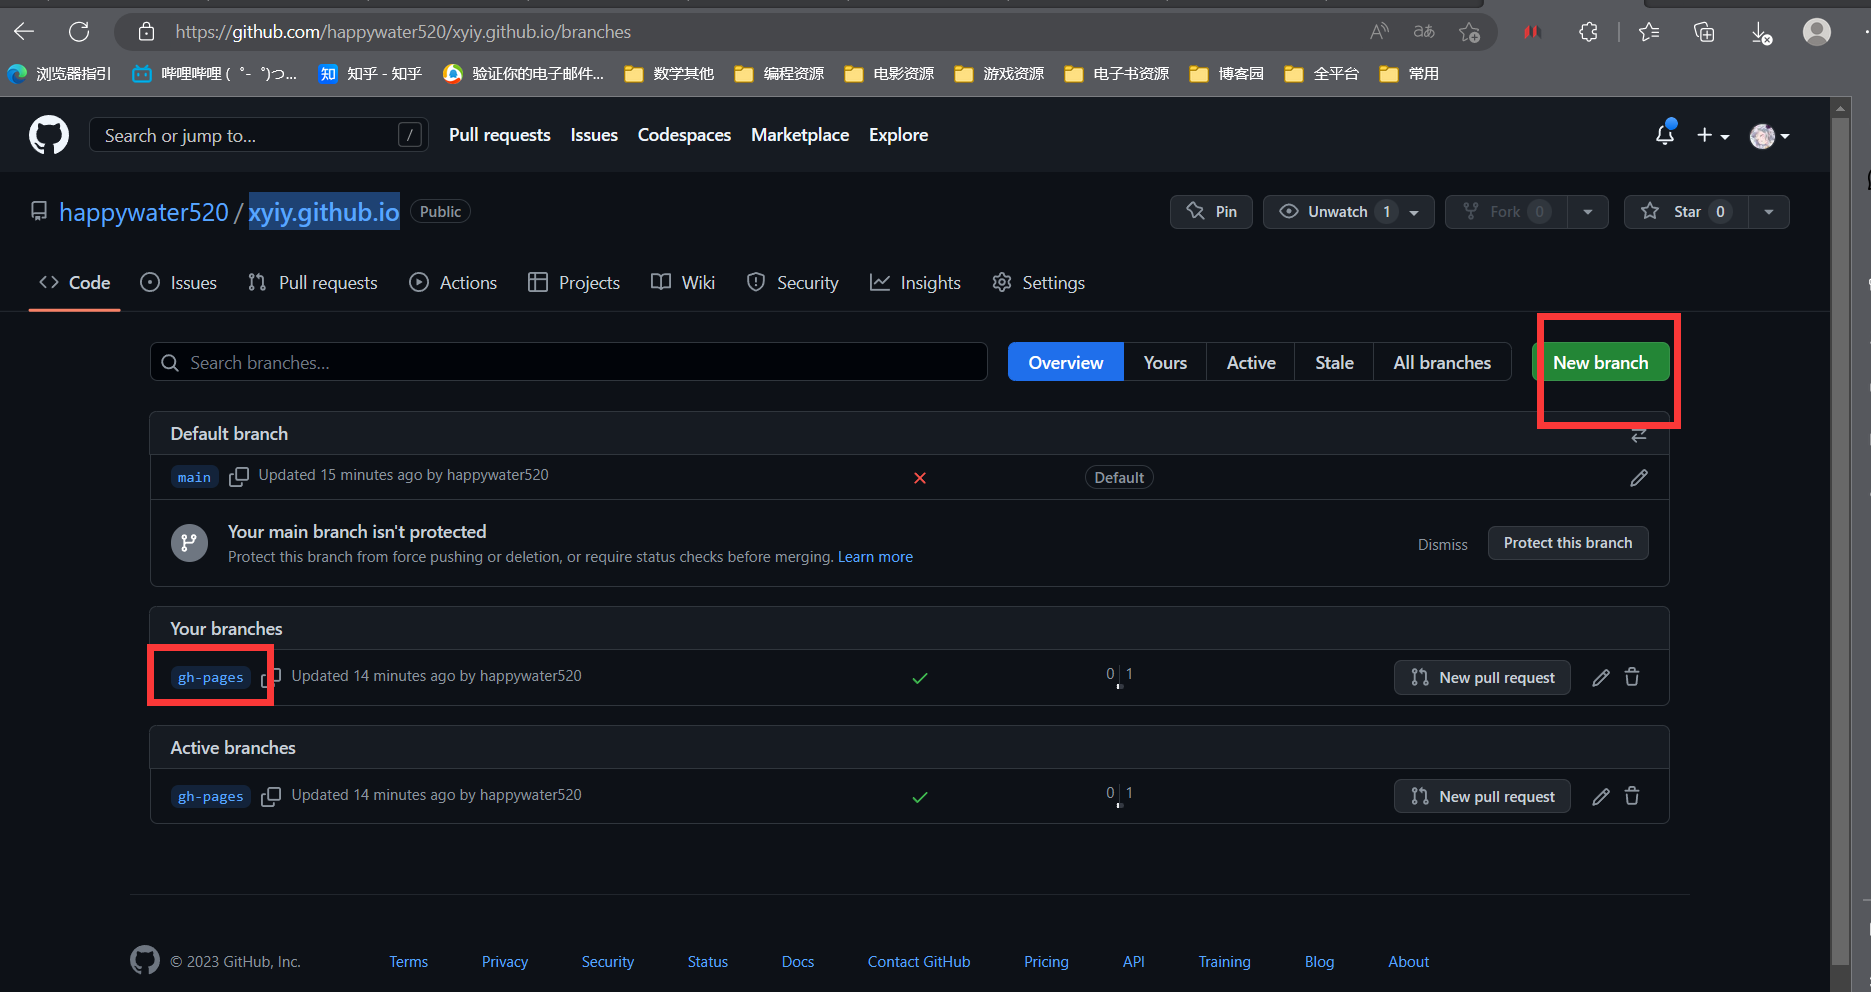 https://github.com/happywater520/xyiy.github.io/branches
浏览器指引 哔哩哔哩 (゜-゜)つ... 知 知乎 - 知乎 验证你的电子邮件... 数学其他 编程资源 电影资源 游戏资源 电子书资源 博客园 全平台 常用
Search or jump to... / Pull requests Issues Codespaces Marketplace Explore
happywater520 / xyiy.github.io Public Pin Unwatch 1 Fork 0 Star 0
Code Issues Pull requests Actions Projects Wiki Security Insights Settings
Search branches... Overview Yours Active Stale All branches New branch
Default branch
main Updated 15 minutes ago by happywater520 Default
Your main branch isn't protected
Protect this branch from force pushing or deletion, or require status checks before merging. Learn more Dismiss Protect this branch
Your branches
gh-pages Updated 14 minutes ago by happywater520 0 1 New pull request
Active branches
gh-pages Updated 14 minutes ago by happywater520 0 1 New pull request
© 2023 GitHub, Inc. Terms Privacy Security Status Docs Contact GitHub Pricing API Training Blog About